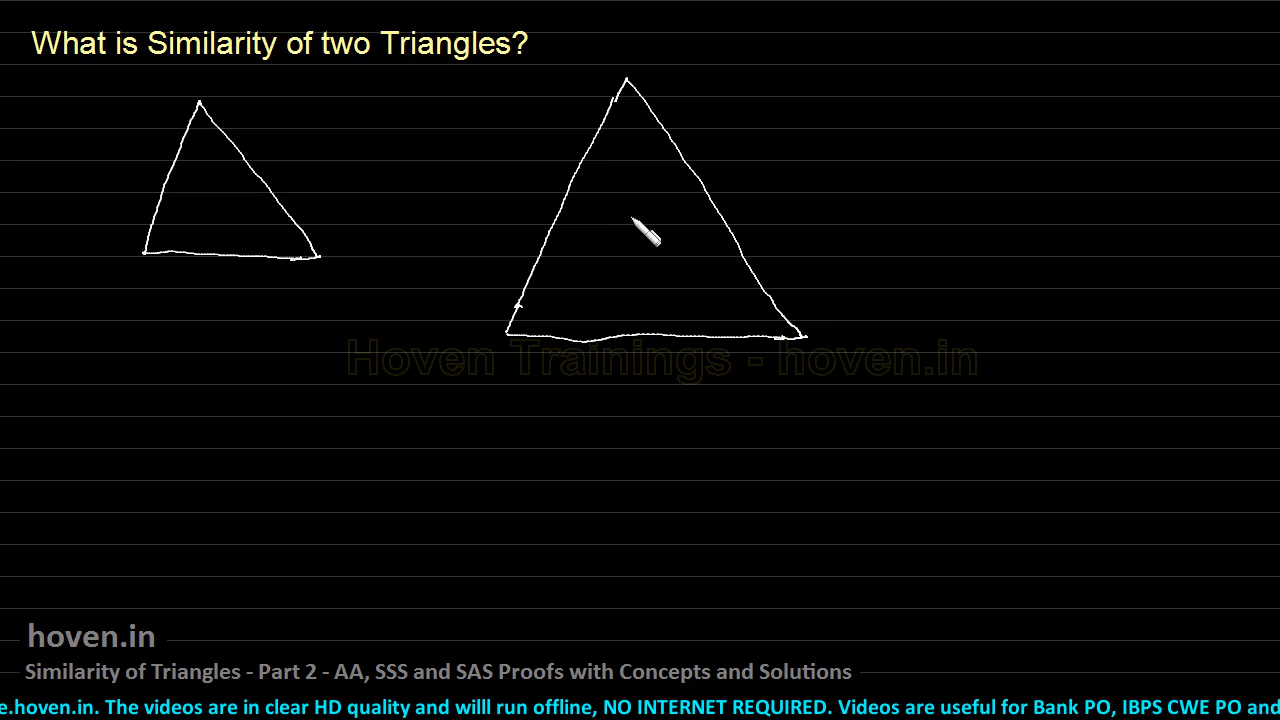 What is Similarity of two Triangles?
Hoven Trainings - hoven.in
hoven.in
Similarity of Triangles - Part 2 - AA, SSS and SAS Proofs with Concepts and Solutions
e.hoven.in. The videos are in clear HD quality and willl run offline, NO INTERNET REQUIRED. Videos are useful for Bank PO, IBPS CWE PO and